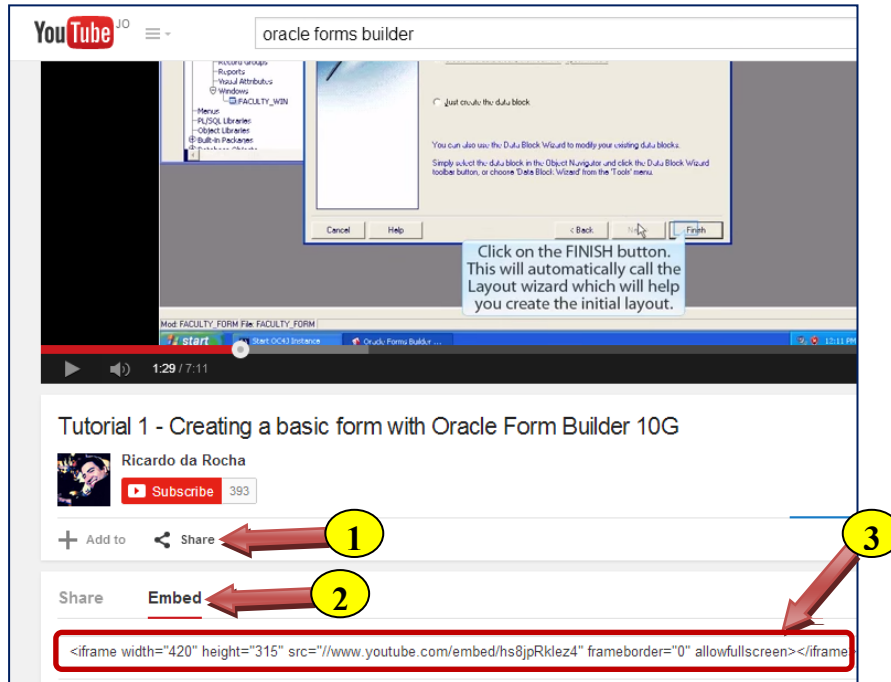 YouTube JO
oracle forms builder
Record Groups
Reports
Visual Attributes
Windows
FACULTY_WIN
Menus
PL/SQL Libraries
Object Libraries
Built-in Packages
Database Objects
Just create the data block
You can also use the Data Block Wizard to modify your existing data blocks.
Simply select the data block in the Object Navigator and click the Data Block Wizard
toolbar button, or choose 'Data Block Wizard' from the 'Tools' menu.
Cancel Help < Back Finish
Click on the FINISH button.
This will automatically call the
Layout wizard which will help
you create the initial layout.
Mod: FACULTY_FORM File: FACULTY_FORM
start Start OC4J Instance Oracle Forms Builder ... 12:11 PM
1:29 / 7:11
Tutorial 1 - Creating a basic form with Oracle Form Builder 10G
Ricardo da Rocha
Subscribe 393
Add to Share 1
3
Share Embed 2
<iframe width="420" height="315" src="//www.youtube.com/embed/hs8jpRklez4" frameborder="0" allowfullscreen></iframe>